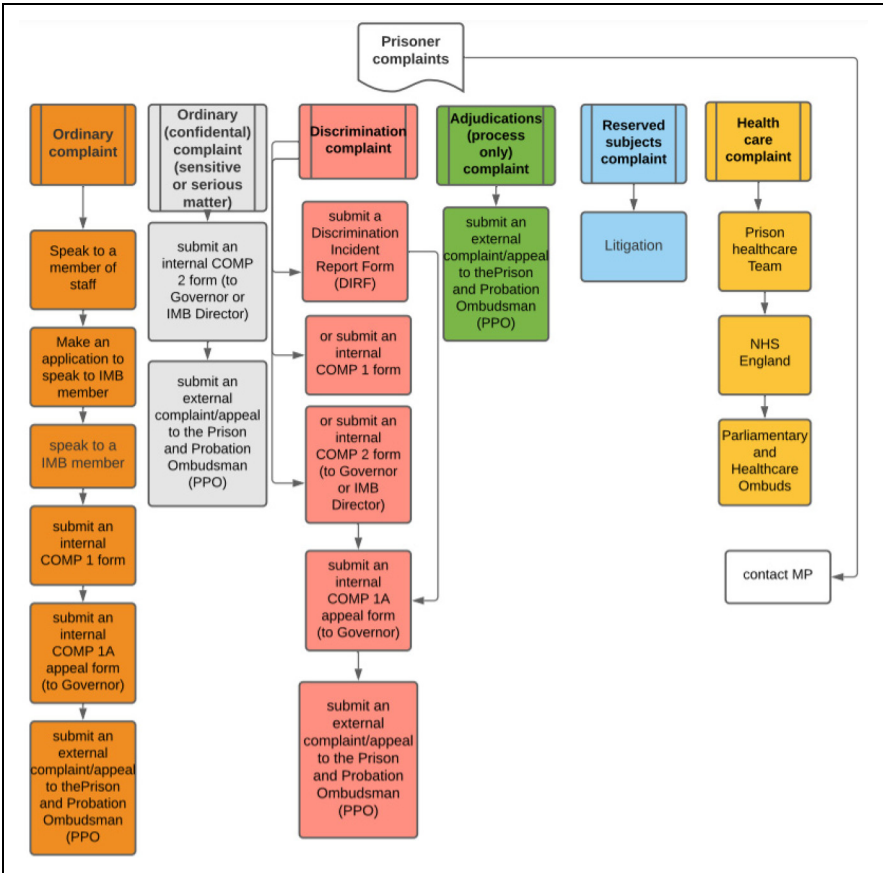 Prisoner
complaints
Ordinary
complaint
Speak to a
member of
staff
Make an
application to
speak to IMB
member
speak to a
IMB member
submit an
internal
COMP 1 form
submit an
internal
COMP 1A
appeal form
(to Governor)
submit an
external
complaint/appeal
to thePrison
and Probation
Ombudsman
(PPO
Ordinary
(confidental)
complaint
(sensitive
or serious
matter)
submit an
internal COMP
2 form (to
Governor or
IMB Director)
submit an
external
complaint/appeal
to the Prison
and Probation
Ombudsman
(PPO)
Discrimination
complaint
submit a
Discrimination
Incident
Report Form
(DIRF)
or submit an
internal
COMP 1 form
or submit an
internal
COMP 2 form
(to Governor
or IMB
Director)
submit an
internal
COMP 1A
appeal form
(to Governor)
submit an
external
complaint/appeal
to the Prison
and Probation
Ombudsman
(PPO)
Adjudications
(process
only)
complaint
submit an
external
complaint/appeal
to thePrison
and Probation
Ombudsman
(PPO)
Reserved
subjects
complaint
Litigation
Health
care
complaint
Prison
healthcare
Team
NHS
England
Parliamentary
and
Healthcare
Ombuds
contact MP